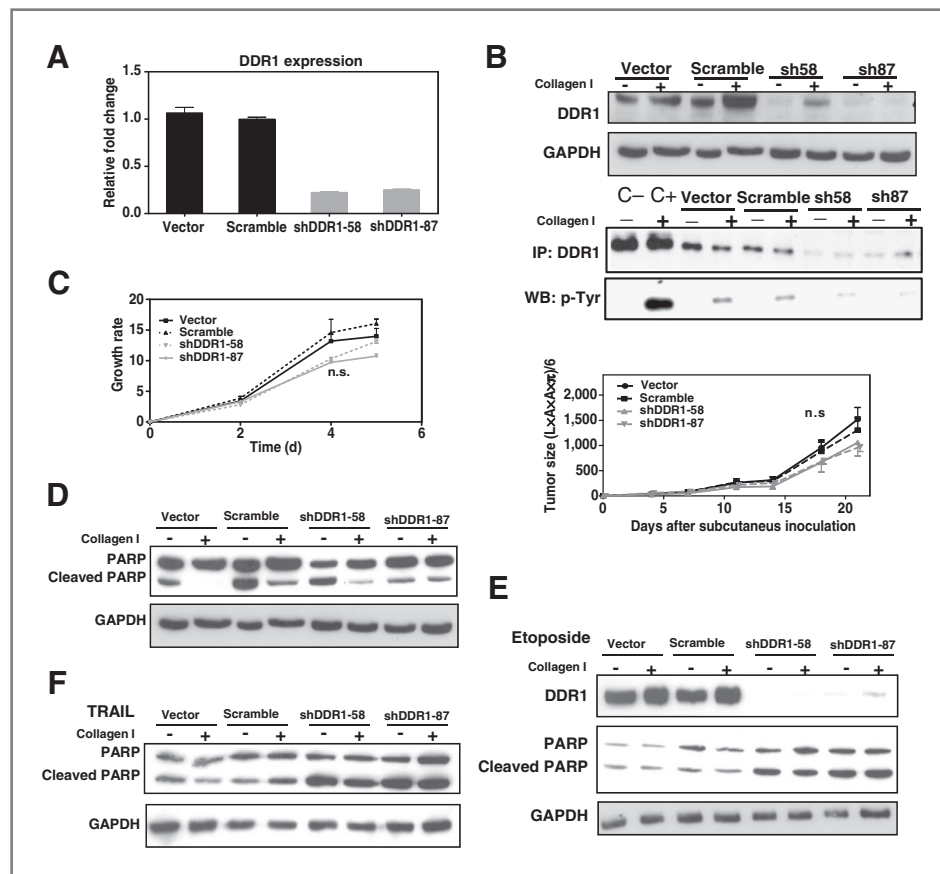 A
DDR1 expression
Relative fold change
1.5
1.0
0.5
0.0
Vector
Scramble
shDDR1-58
shDDR1-87
B
Vector
Scramble
sh58
sh87
Collagen I
-
+
-
+
-
+
-
+
DDR1
GAPDH
C–
C+
Vector
Scramble
sh58
sh87
Collagen I
–
+
–
+
–
+
–
+
–
+
IP: DDR1
WB: p-Tyr
C
Growth rate
20
15
10
5
0
Vector
Scramble
shDDR1-58
shDDR1-87
n.s.
0
2
4
6
Time (d)
Tumor size (L×A×A×π)/6
2,000
1,500
1,000
500
0
Vector
Scramble
shDDR1-58
shDDR1-87
n.s
0
5
10
15
20
Days after subcutaneus inoculation
D
Vector
Scramble
shDDR1-58
shDDR1-87
Collagen I
-
+
-
+
-
+
-
+
PARP
Cleaved PARP
GAPDH
E
Etoposide
Vector
Scramble
shDDR1-58
shDDR1-87
Collagen I
-
+
-
+
-
+
-
+
DDR1
PARP
Cleaved PARP
GAPDH
F
TRAIL
Vector
Scramble
shDDR1-58
shDDR1-87
Collagen I
-
+
-
+
-
+
-
+
PARP
Cleaved PARP
GAPDH